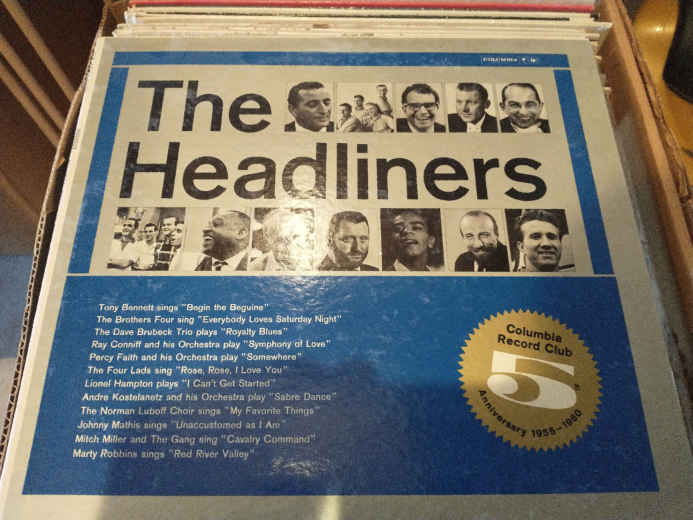 COLUMBIA
The
Headliners
Tony Bennett sings "Begin the Beguine"
The Brothers Four sing "Everybody Loves Saturday Night"
The Dave Brubeck Trio plays "Royalty Blues"
Ray Conniff and his Orchestra play "Symphony of Love"
Percy Faith and his Orchestra play "Somewhere"
The Four Lads sing "Rose, Rose, I Love You"
Lionel Hampton plays "I Can't Get Started"
Andre Kostelanetz and his Orchestra play "Sabre Dance"
The Norman Luboff Choir sings "My Favorite Things"
Johnny Mathis sings "Unaccustomed as I Am"
Mitch Miller and The Gang sing "Cavalry Command"
Marty Robbins sings "Red River Valley"
Columbia
Record Club
5
Anniversary 1955-1960